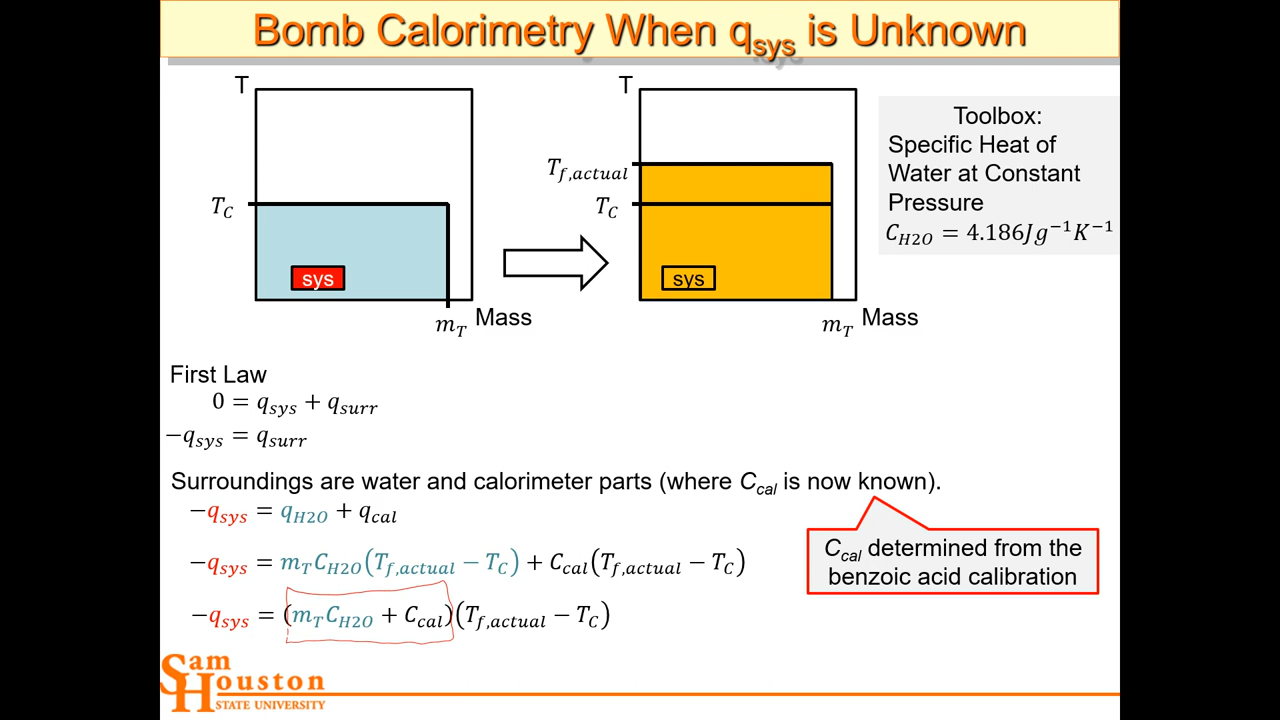 Bomb Calorimetry When q_sys is Unknown
T
T_C
sys
m_T Mass
T
T_f,actual
T_C
sys
m_T Mass
Toolbox:
Specific Heat of
Water at Constant
Pressure
C_H2O = 4.186Jg⁻¹K⁻¹
First Law
0 = q_sys + q_surr
−q_sys = q_surr
Surroundings are water and calorimeter parts (where C_cal is now known).
−q_sys = q_H2O + q_cal
−q_sys = m_T C_H2O(T_f,actual − T_C) + C_cal(T_f,actual − T_C)
−q_sys = (m_T C_H2O + C_cal)(T_f,actual − T_C)
C_cal determined from the
benzoic acid calibration
Sam
Houston
STATE UNIVERSITY